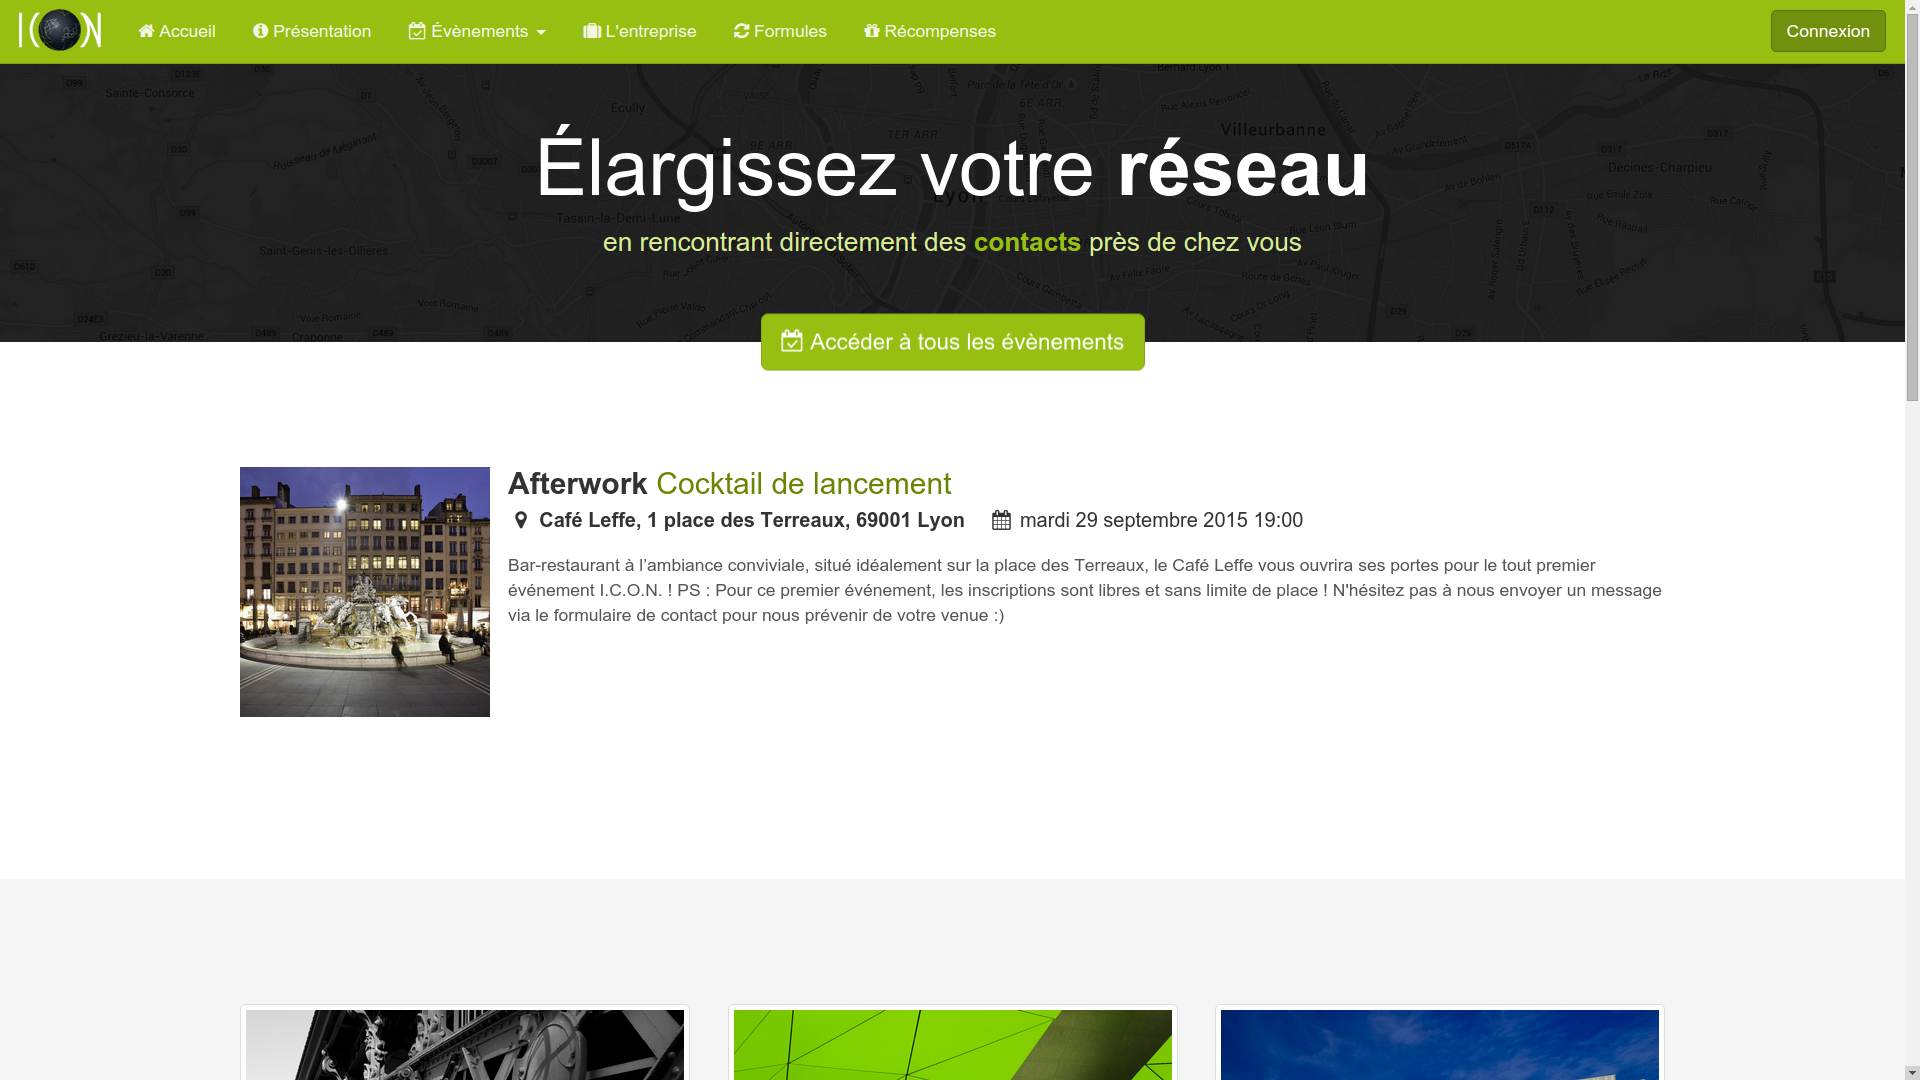 ICON Accueil Présentation Évènements L'entreprise Formules Récompenses Connexion
Élargissez votre réseau
en rencontrant directement des contacts près de chez vous
Accéder à tous les évènements
Afterwork Cocktail de lancement
Café Leffe, 1 place des Terreaux, 69001 Lyon mardi 29 septembre 2015 19:00
Bar-restaurant à l’ambiance conviviale, situé idéalement sur la place des Terreaux, le Café Leffe vous ouvrira ses portes pour le tout premier
événement I.C.O.N. ! PS : Pour ce premier événement, les inscriptions sont libres et sans limite de place ! N'hésitez pas à nous envoyer un message
via le formulaire de contact pour nous prévenir de votre venue :)